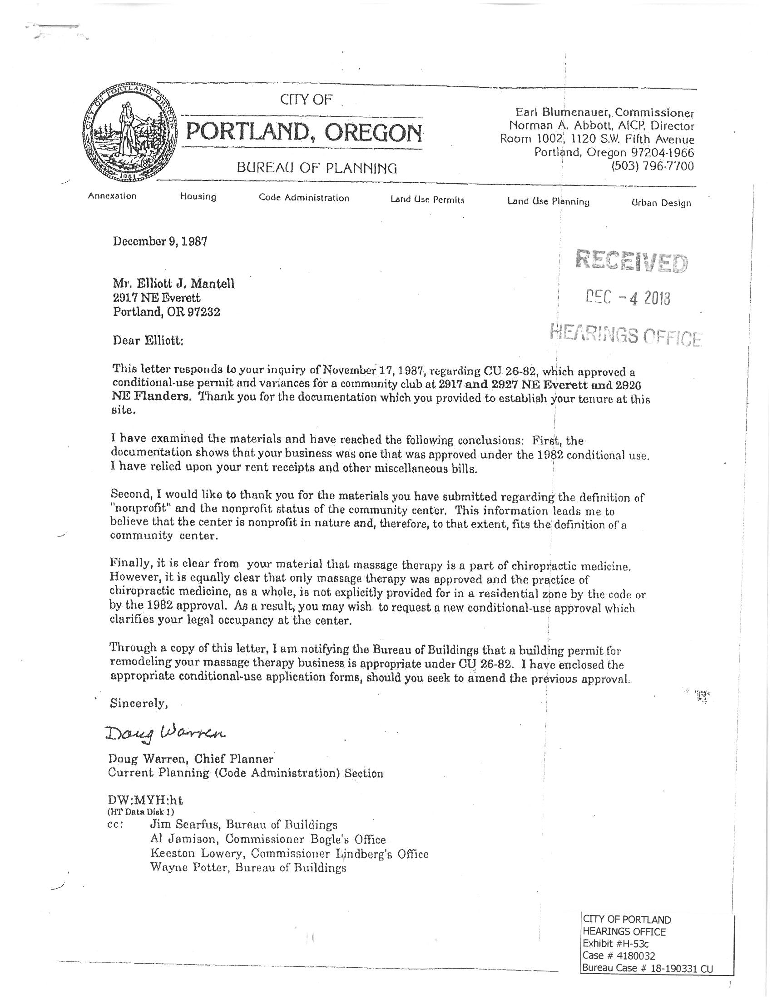 CITY OF PORTLAND, OREGON
1861
CITY OF
PORTLAND, OREGON
BUREAU OF PLANNING
Earl Blumenauer, Commissioner
Norman A. Abbott, AICP, Director
Room 1002, 1120 S.W. Fifth Avenue
Portland, Oregon 97204-1966
(503) 796-7700
Annexation Housing Code Administration Land Use Permits Land Use Planning Urban Design
December 9, 1987
RECEIVED
DEC -4 2018
HEARINGS OFFICE
Mr. Elliott J. Mantell
2917 NE Everett
Portland, OR 97232
Dear Elliott:
This letter responds to your inquiry of November 17, 1987, regarding CU 26-82, which approved a
conditional-use permit and variances for a community club at 2917 and 2927 NE Everett and 2926
NE Flanders. Thank you for the documentation which you provided to establish your tenure at this
site.
I have examined the materials and have reached the following conclusions: First, the
documentation shows that your business was one that was approved under the 1982 conditional use.
I have relied upon your rent receipts and other miscellaneous bills.
Second, I would like to thank you for the materials you have submitted regarding the definition of
"nonprofit" and the nonprofit status of the community center. This information leads me to
believe that the center is nonprofit in nature and, therefore, to that extent, fits the definition of a
community center.
Finally, it is clear from your material that massage therapy is a part of chiropractic medicine.
However, it is equally clear that only massage therapy was approved and the practice of
chiropractic medicine, as a whole, is not explicitly provided for in a residential zone by the code or
by the 1982 approval. As a result, you may wish to request a new conditional-use approval which
clarifies your legal occupancy at the center.
Through a copy of this letter, I am notifying the Bureau of Buildings that a building permit for
remodeling your massage therapy business is appropriate under CU 26-82. I have enclosed the
appropriate conditional-use application forms, should you seek to amend the previous approval.
Sincerely,
Doug Warren
Doug Warren, Chief Planner
Current Planning (Code Administration) Section
DW:MYH:ht
(HT Data Disk 1)
cc: Jim Searfus, Bureau of Buildings
Al Jamison, Commissioner Bogle's Office
Keeston Lowery, Commissioner Lindberg's Office
Wayne Potter, Bureau of Buildings
CITY OF PORTLAND
HEARINGS OFFICE
Exhibit #H-53c
Case # 4180032
Bureau Case # 18-190331 CU